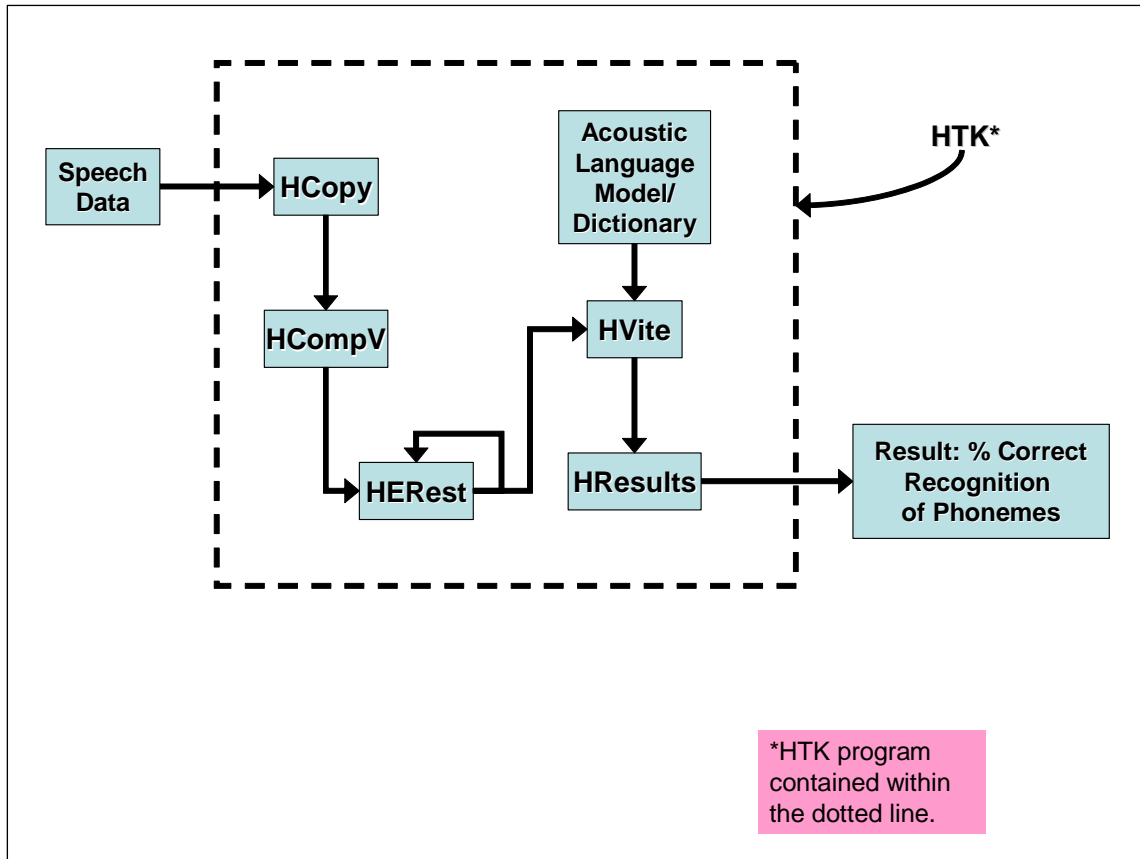 Speech
Data
HCopy
HCompV
HERest
Acoustic
Language
Model/
Dictionary
HVite
HResults
Result: % Correct
Recognition
of Phonemes
HTK*
*HTK program
contained within
the dotted line.